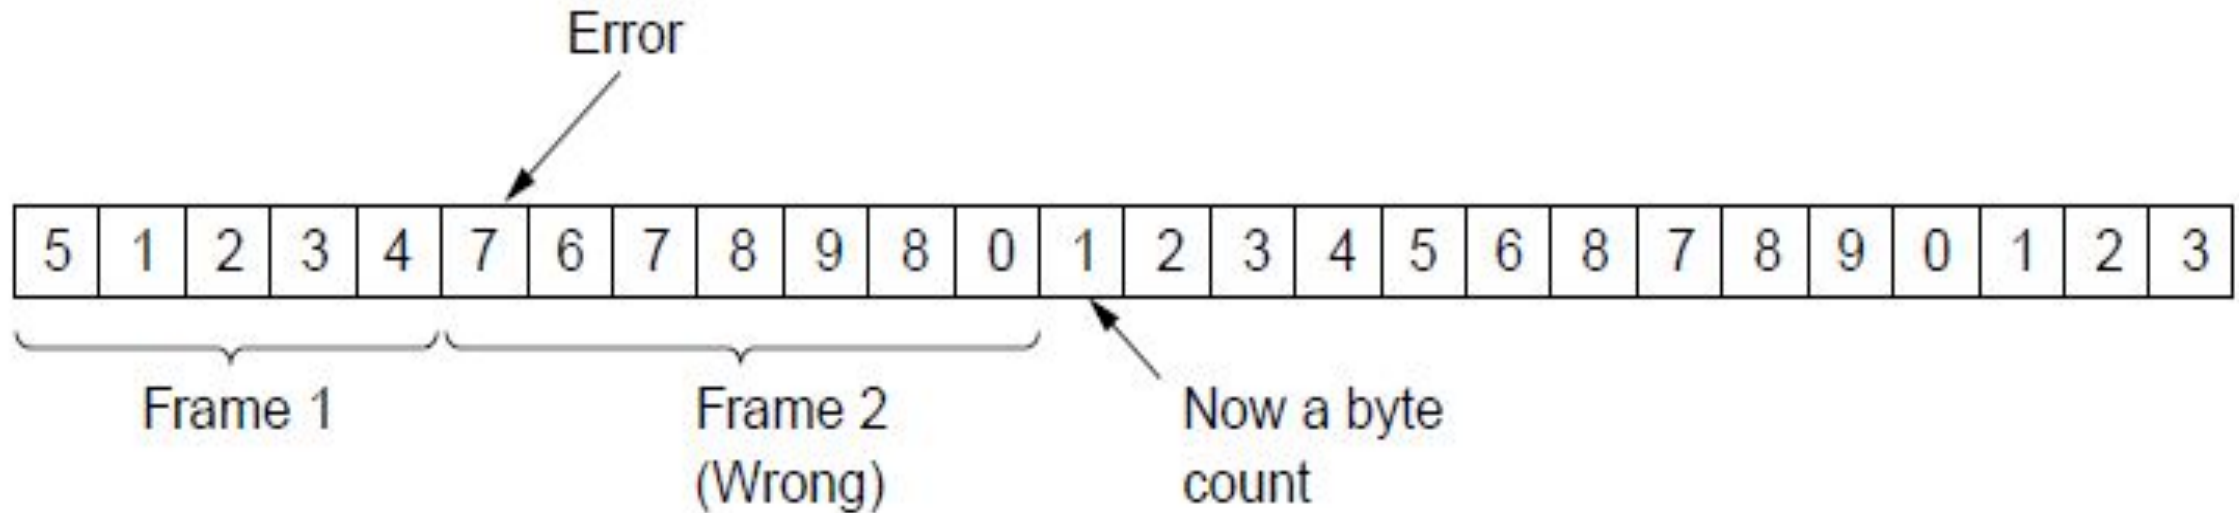 Error
5 1 2 3 4 7 6 7 8 9 8 0 1 2 3 4 5 6 8 7 8 9 0 1 2 3
Frame 1
Frame 2
(Wrong)
Now a byte
count